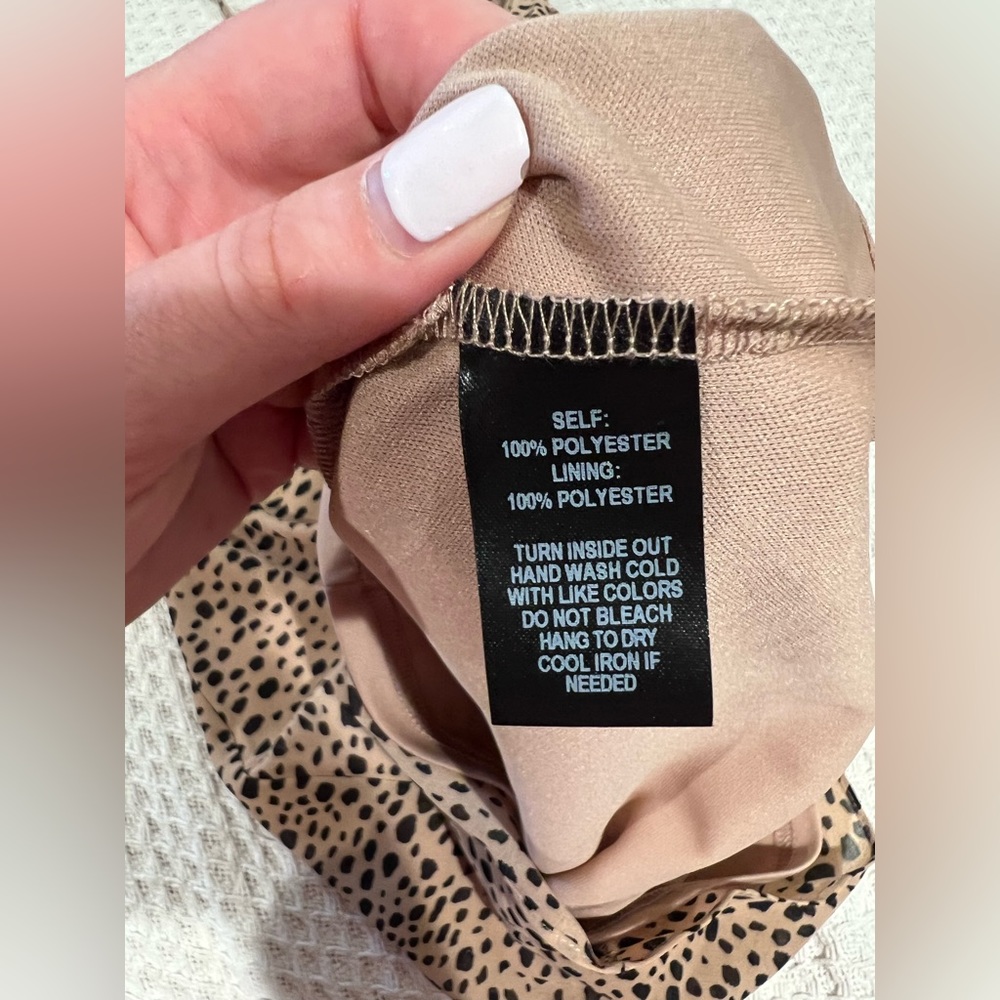 SELF:
100% POLYESTER
LINING:
100% POLYESTER
TURN INSIDE OUT
HAND WASH COLD
WITH LIKE COLORS
DO NOT BLEACH
HANG TO DRY
COOL IRON IF
NEEDED